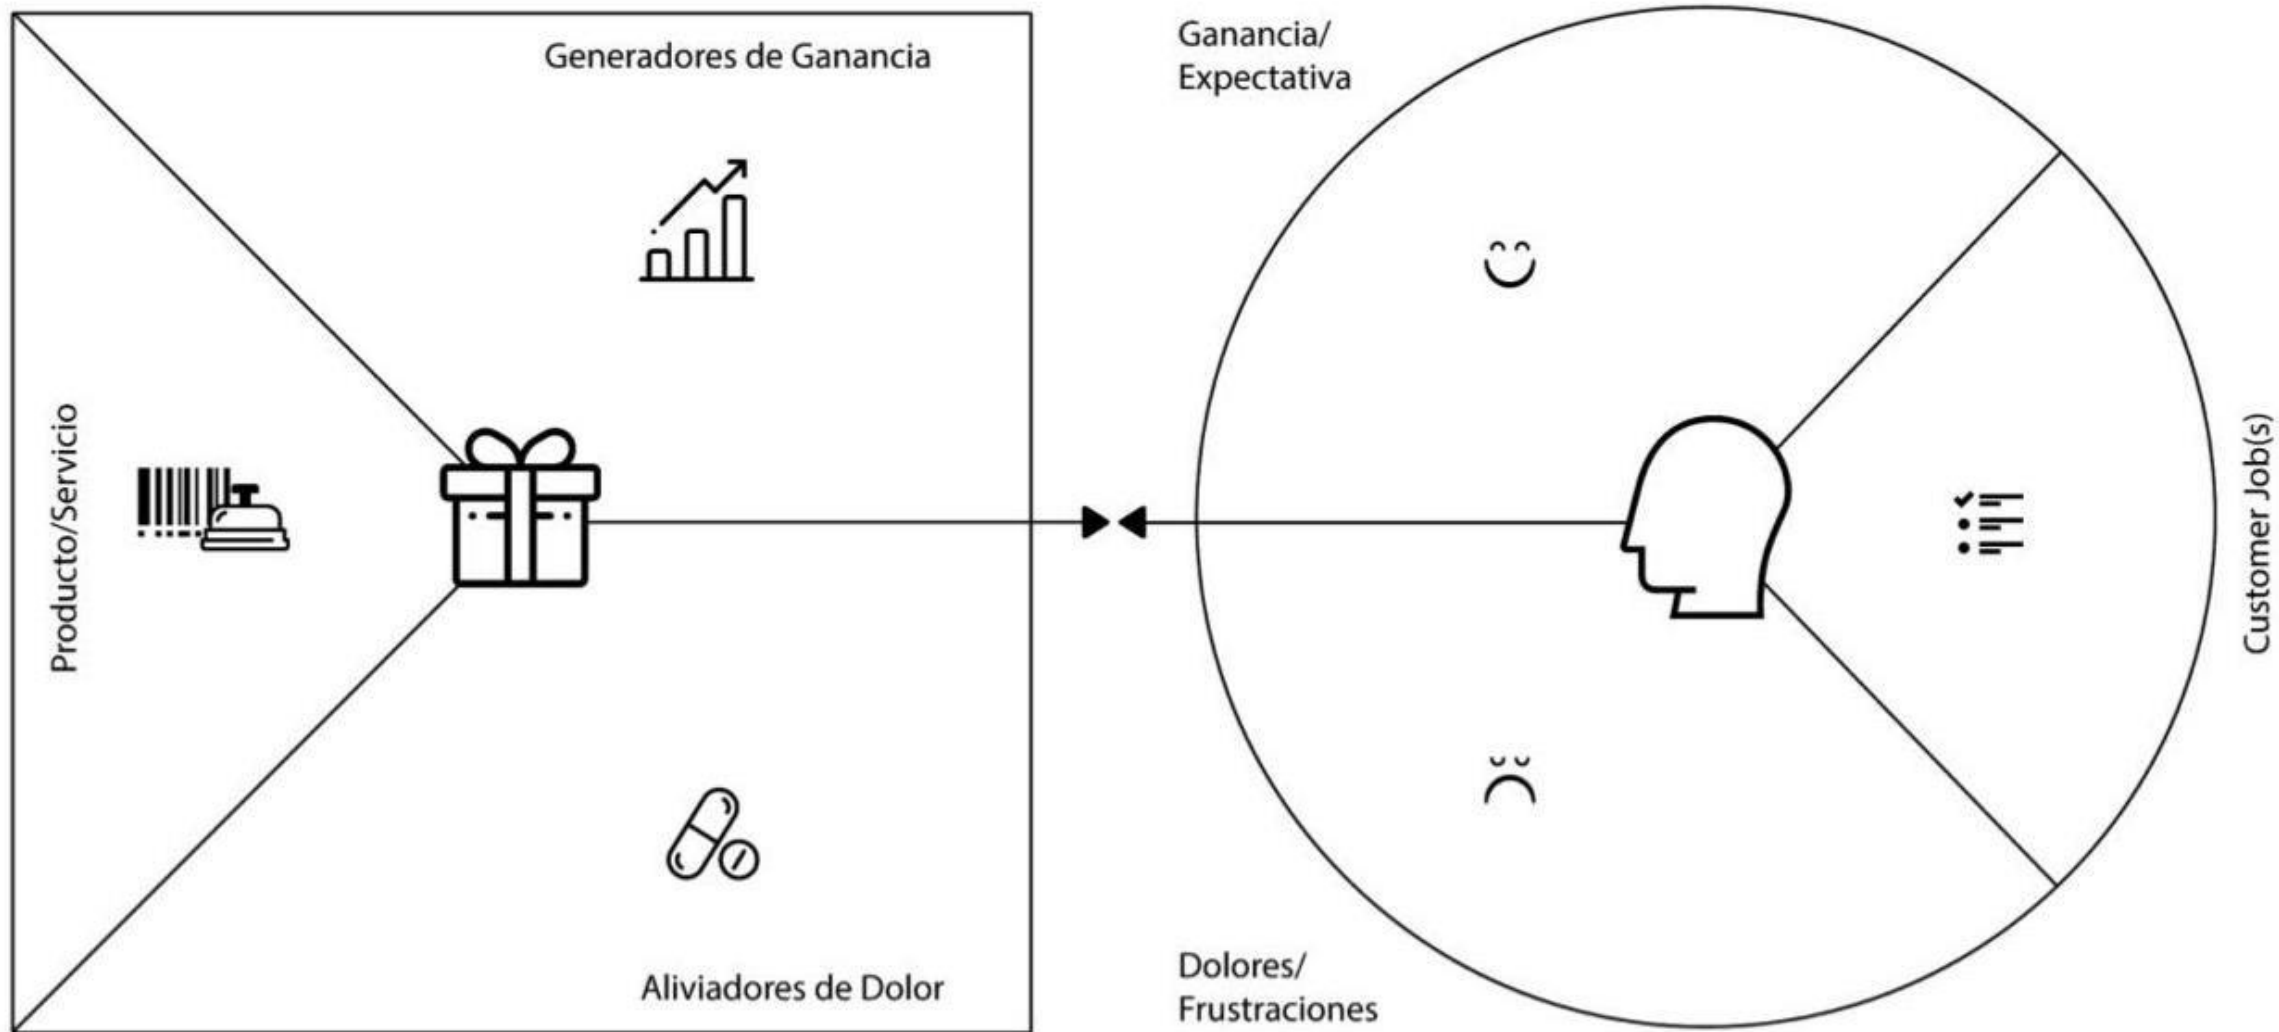 Generadores de Ganancia
Producto/Servicio
Aliviadores de Dolor
Ganancia/
Expectativa
Customer Job(s)
Dolores/
Frustraciones